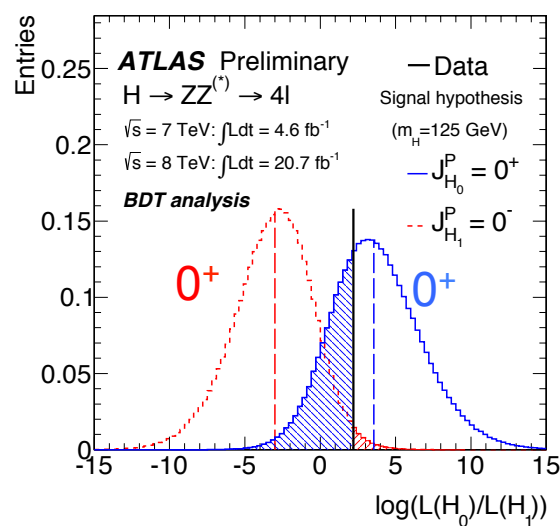 Entries
0.25
0.2
0.15
0.1
0.05
0
ATLAS Preliminary
H → ZZ(*) → 4l
√s = 7 TeV: ∫Ldt = 4.6 fb-1
√s = 8 TeV: ∫Ldt = 20.7 fb-1
BDT analysis
Data
Signal hypothesis
(mH=125 GeV)
JPH0 = 0+
JPH1 = 0-
0+
0+
-15 -10 -5 0 5 10 15
log(L(H0)/L(H1))